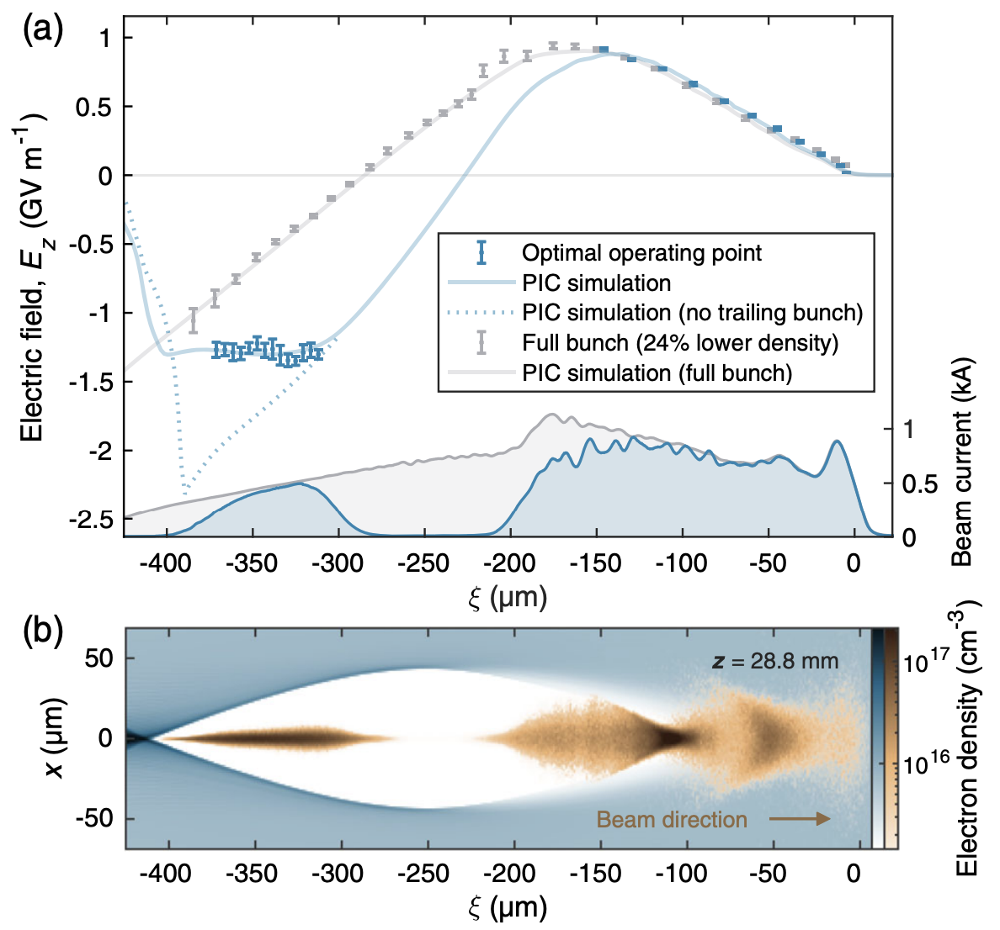 (a)
1
0.5
0
-0.5
-1
-1.5
-2
-2.5
Electric field, E_z (GV m^-1)
Optimal operating point
PIC simulation
PIC simulation (no trailing bunch)
Full bunch (24% lower density)
PIC simulation (full bunch)
1
0.5
0
Beam current (kA)
-400 -350 -300 -250 -200 -150 -100 -50 0
ξ (μm)
(b)
50
0
-50
x (μm)
z = 28.8 mm
Beam direction
10^17
10^16
Electron density (cm^-3)
-400 -350 -300 -250 -200 -150 -100 -50 0
ξ (μm)